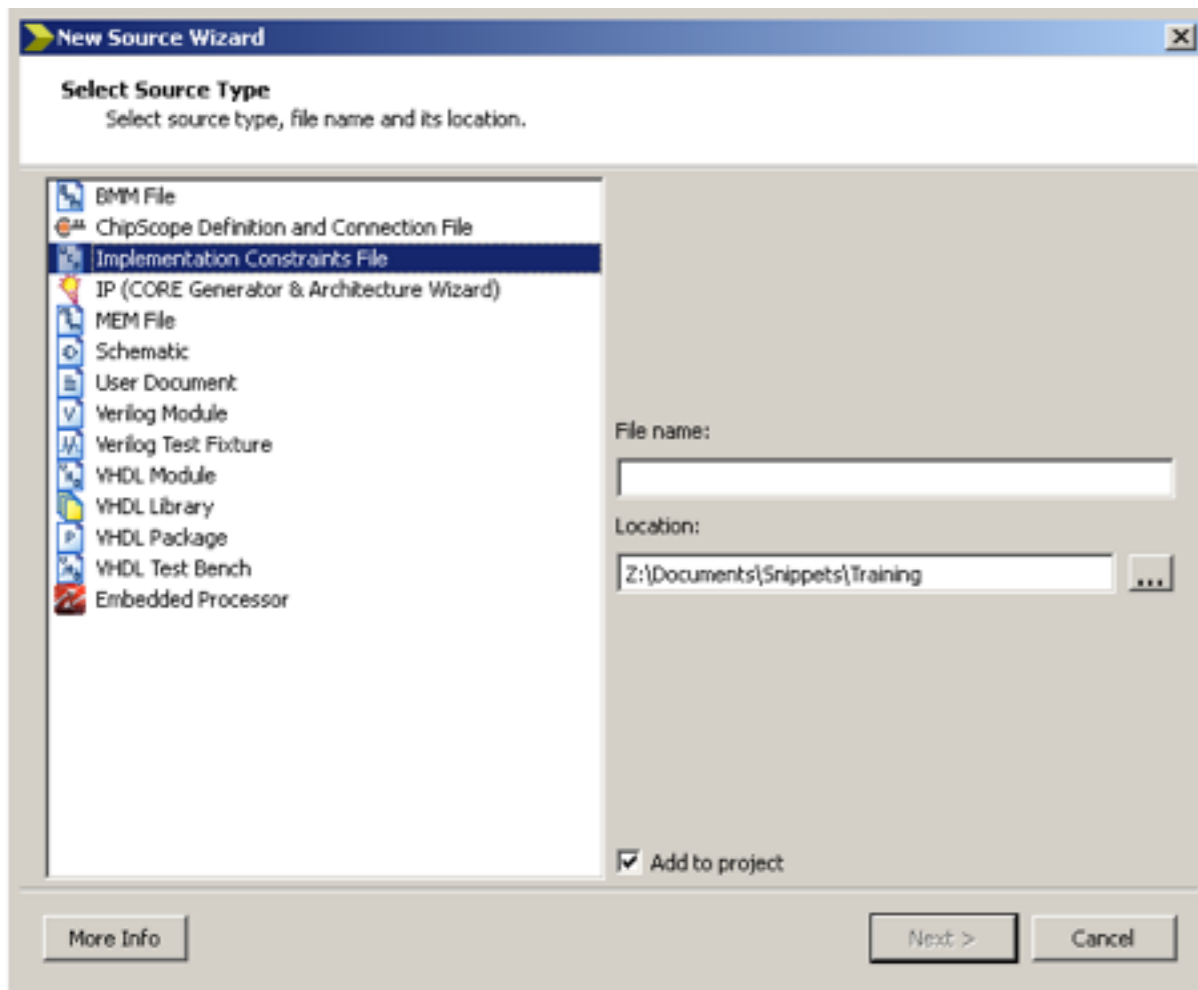 New Source Wizard
Select Source Type
Select source type, file name and its location.
BMM File
ChipScope Definition and Connection File
Implementation Constraints File
IP (CORE Generator & Architecture Wizard)
MEM File
Schematic
User Document
Verilog Module
Verilog Test Fixture
VHDL Module
VHDL Library
VHDL Package
VHDL Test Bench
Embedded Processor
File name:
Location:
Z:\Documents\Snippets\Training
...
Add to project
More Info
Next >
Cancel